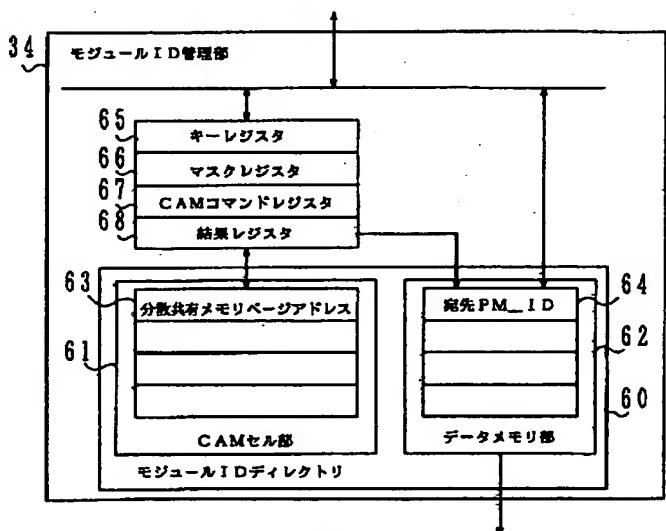 34
モジュールID管理部
65
キーレジスタ
66
マスクレジスタ
67
CAMコマンドレジスタ
68
結果レジスタ
63
分散共有メモリページアドレス
61
CAMセル部
宛先PM_ID
64
62
60
データメモリ部
モジュールIDディレクトリ